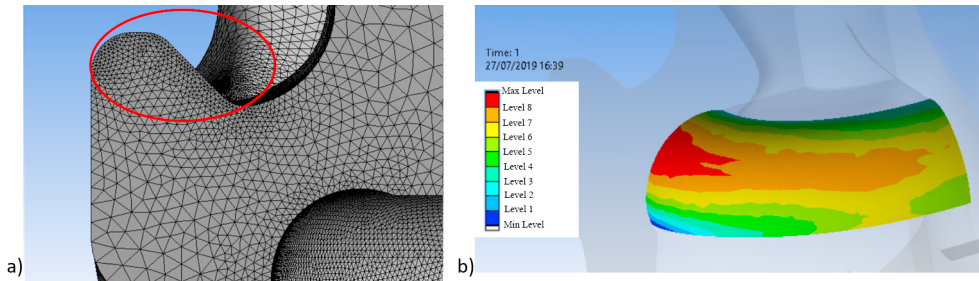 a)
b)
Time: 1
27/07/2019 16:39
Max Level
Level 8
Level 7
Level 6
Level 5
Level 4
Level 3
Level 2
Level 1
Min Level